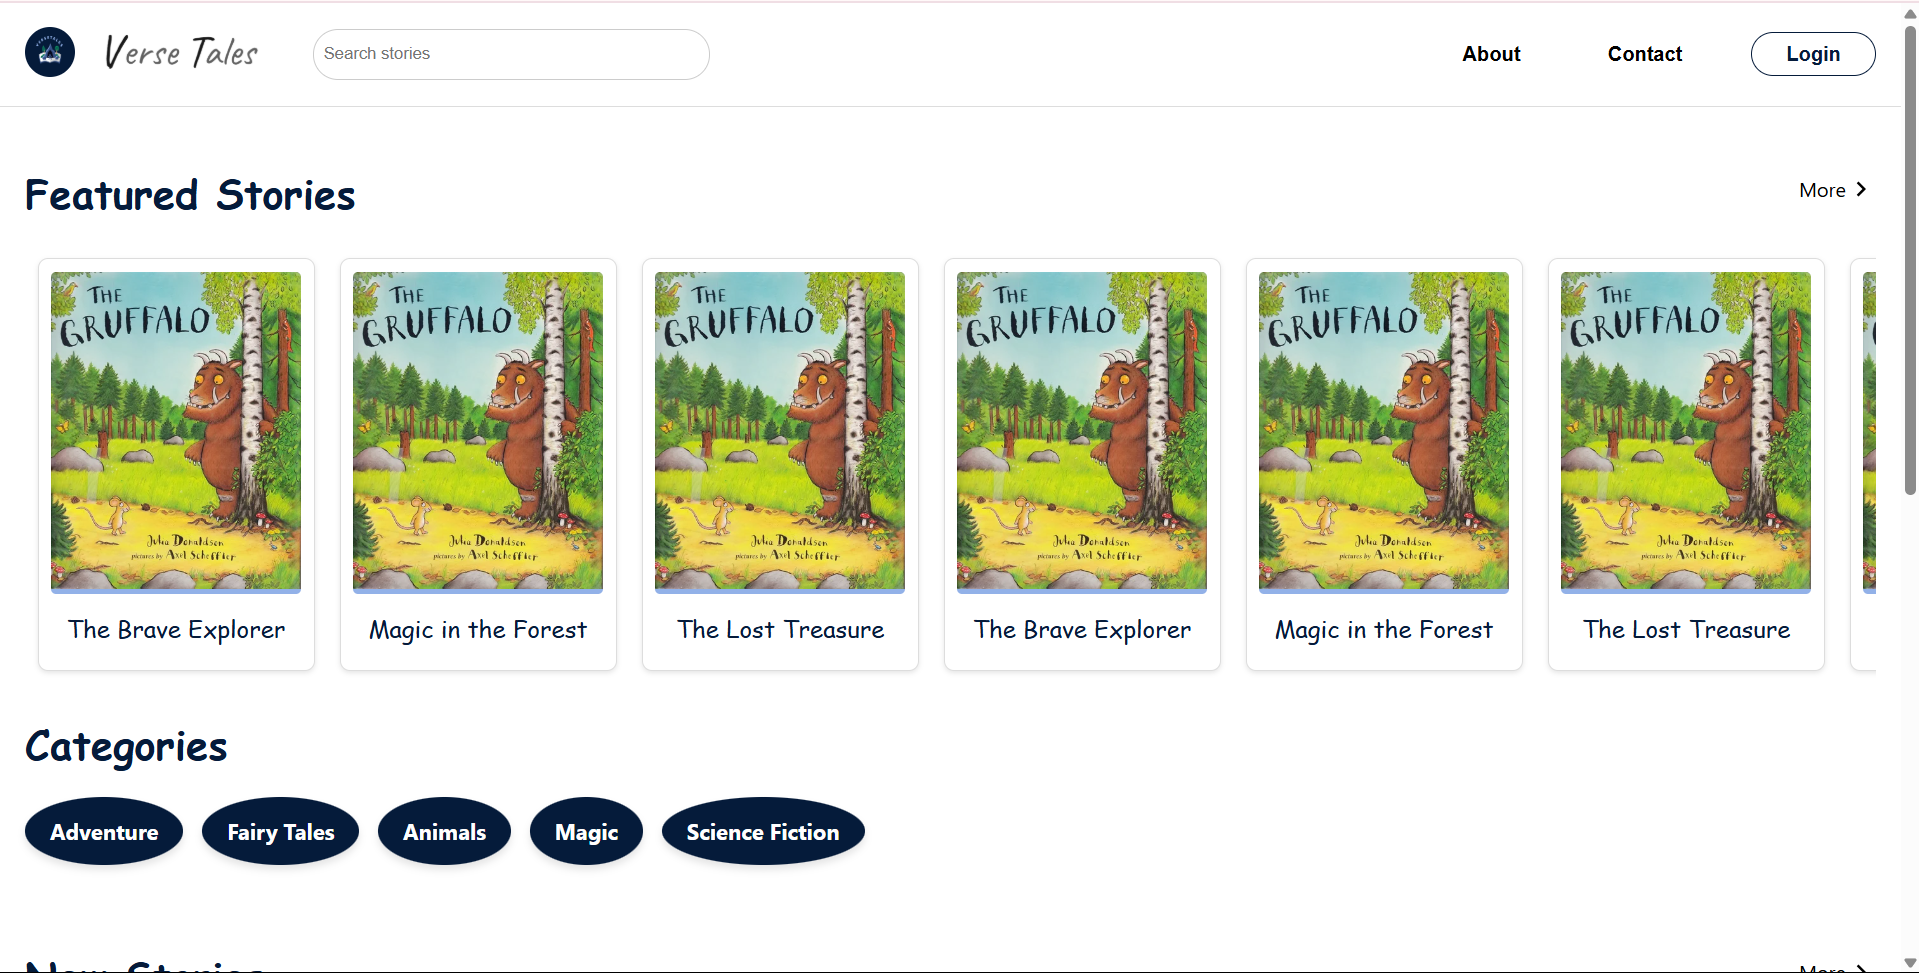 Verse Tales
Search stories
About
Contact
Login
Featured Stories
More
THE
GRUFFALO
Julia Donaldson
pictures by Axel Scheffler
The Brave Explorer
THE
GRUFFALO
Julia Donaldson
pictures by Axel Scheffler
Magic in the Forest
THE
GRUFFALO
Julia Donaldson
pictures by Axel Scheffler
The Lost Treasure
THE
GRUFFALO
Julia Donaldson
pictures by Axel Scheffler
The Brave Explorer
THE
GRUFFALO
Julia Donaldson
pictures by Axel Scheffler
Magic in the Forest
THE
GRUFFALO
Julia Donaldson
pictures by Axel Scheffler
The Lost Treasure
Categories
Adventure
Fairy Tales
Animals
Magic
Science Fiction
New Stories
More